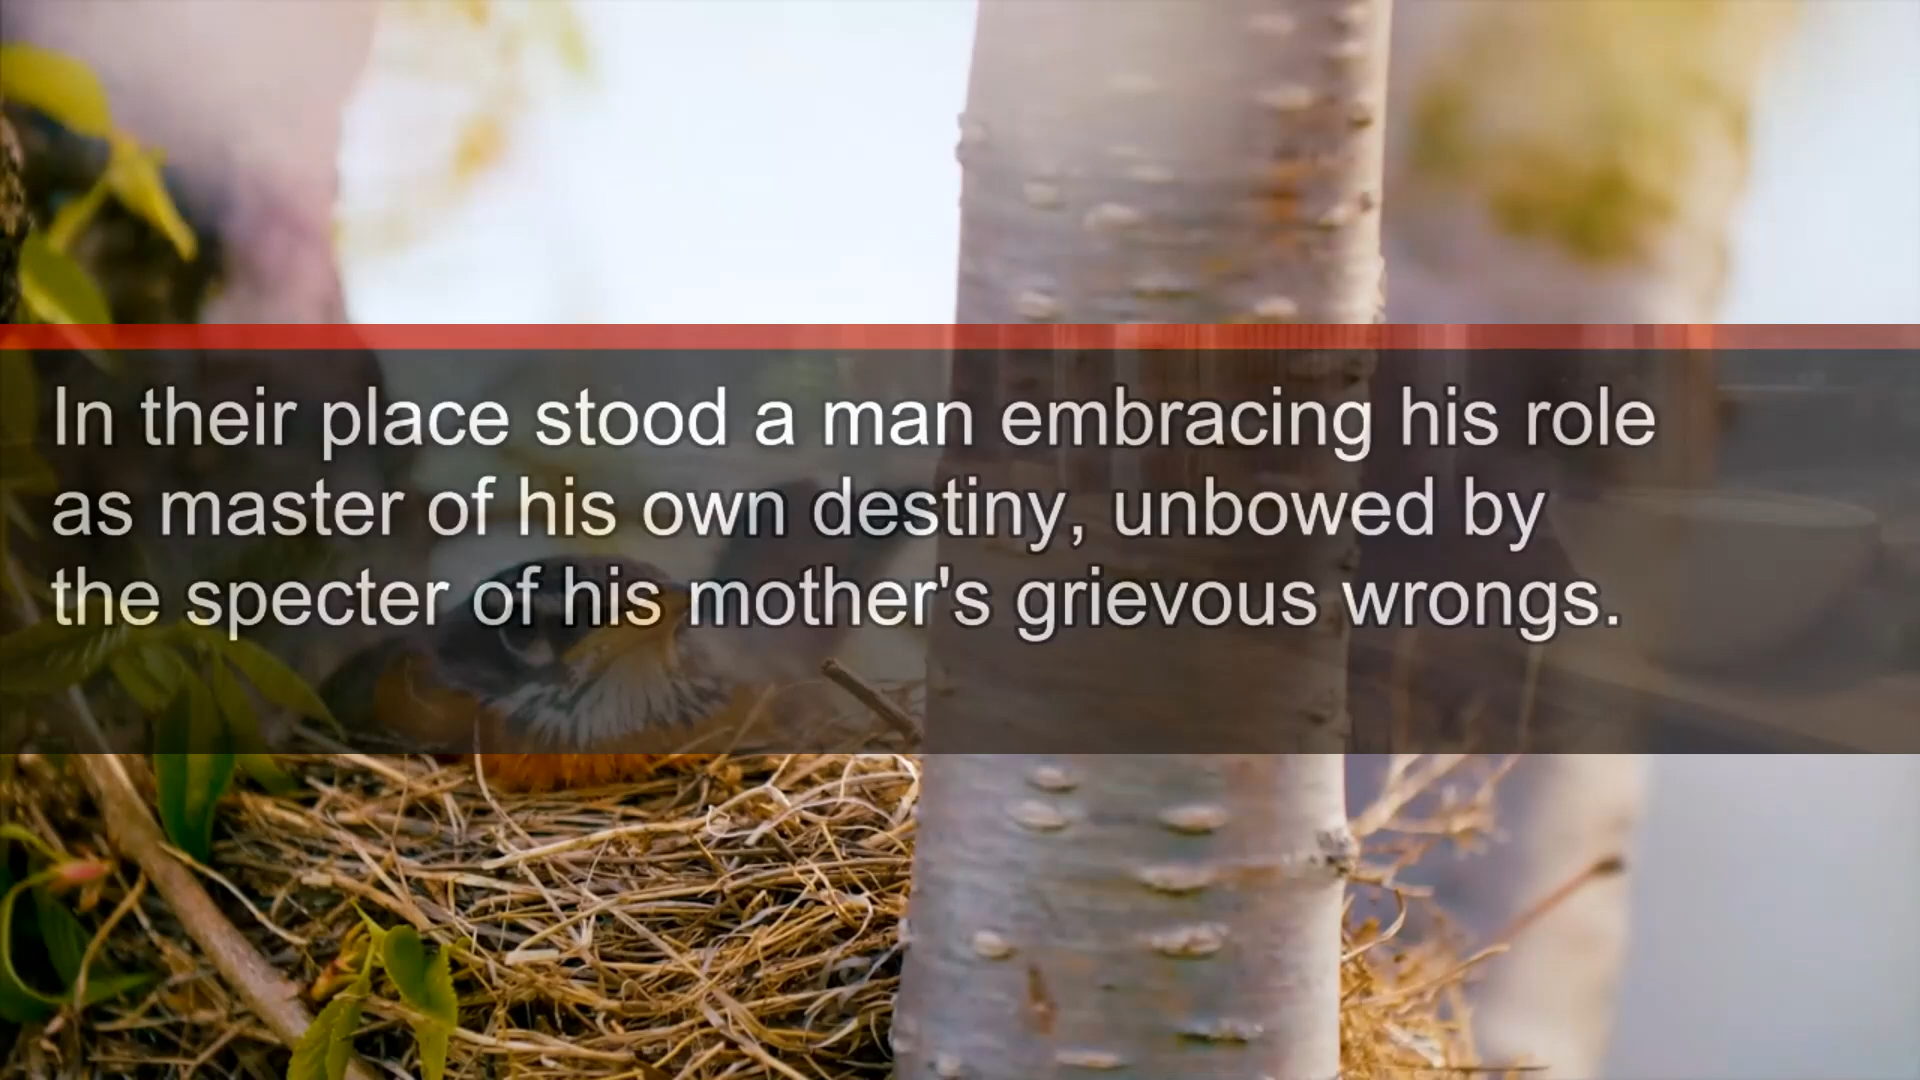 In their place stood a man embracing his role
as master of his own destiny, unbowed by
the specter of his mother's grievous wrongs.